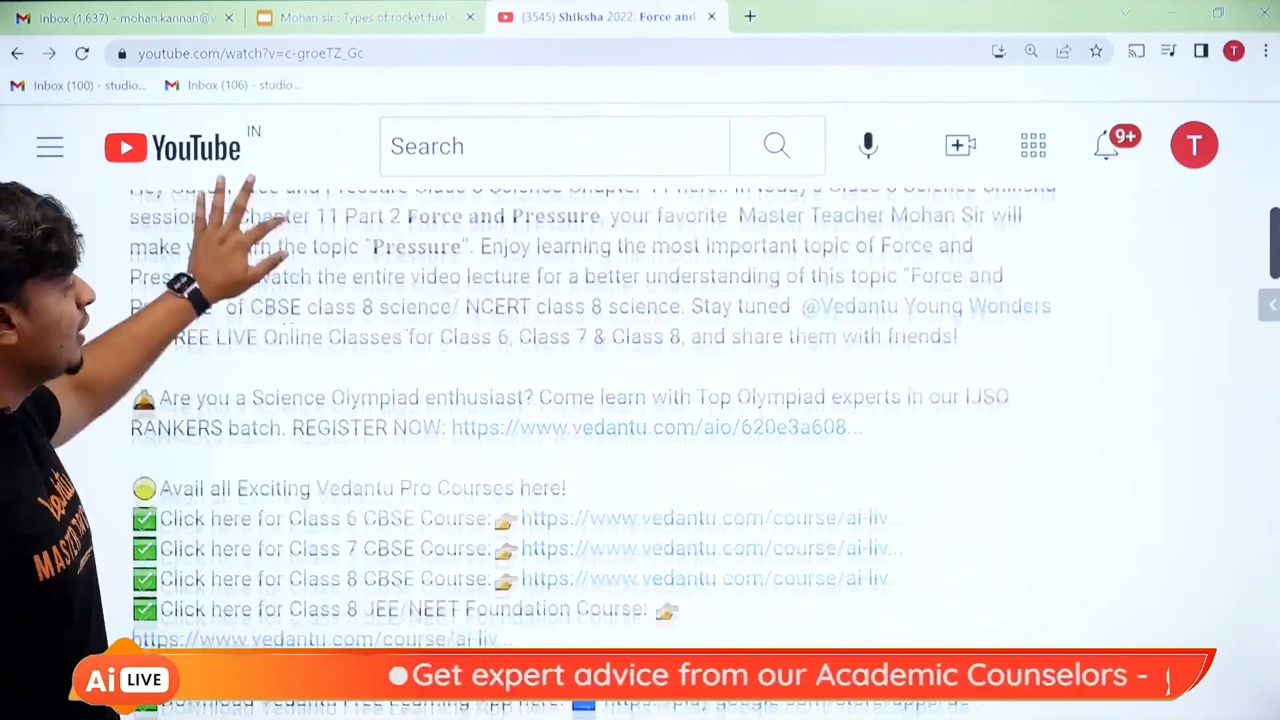 Inbox (1,637) - mohan.kannan@v
Mohan sir : Types of rocket fuel -
(3545) Shiksha 2022: Force and
youtube.com/watch?v=c-groeTZ_Gc
T
Inbox (100) - studio...
Inbox (106) - studio...
YouTube
IN
Search
9+
T
Force and Pressure Class 8 Science Chapter 11
session Chapter 11 Part 2 Force and Pressure, your favorite Master Teacher Mohan Sir will
make the topic "Pressure". Enjoy learning the most important topic of Force and
watch the entire video lecture for a better understanding of this topic "Force and
of CBSE class 8 science/ NCERT class 8 science. Stay tuned @Vedantu Young Wonders
REE LIVE Online Classes for Class 6, Class 7 & Class 8, and share them with friends!
Are you a Science Olympiad enthusiast? Come learn with Top Olympiad experts in our IJSO
RANKERS batch. REGISTER NOW: https://www.vedantu.com/aio/620e3a608...
Avail all Exciting Vedantu Pro Courses here!
Click here for Class 6 CBSE Course: https://www.vedantu.com/course/ai-liv...
Click here for Class 7 CBSE Course: https://www.vedantu.com/course/ai-liv...
Click here for Class 8 CBSE Course: https://www.vedantu.com/course/ai-liv...
Click here for Class 8 JEE/NEET Foundation Course:
https://www.vedantu.com/course/ai-liv...
Vedantu
MASTER
Ai LIVE
Get expert advice from our Academic Counselors -